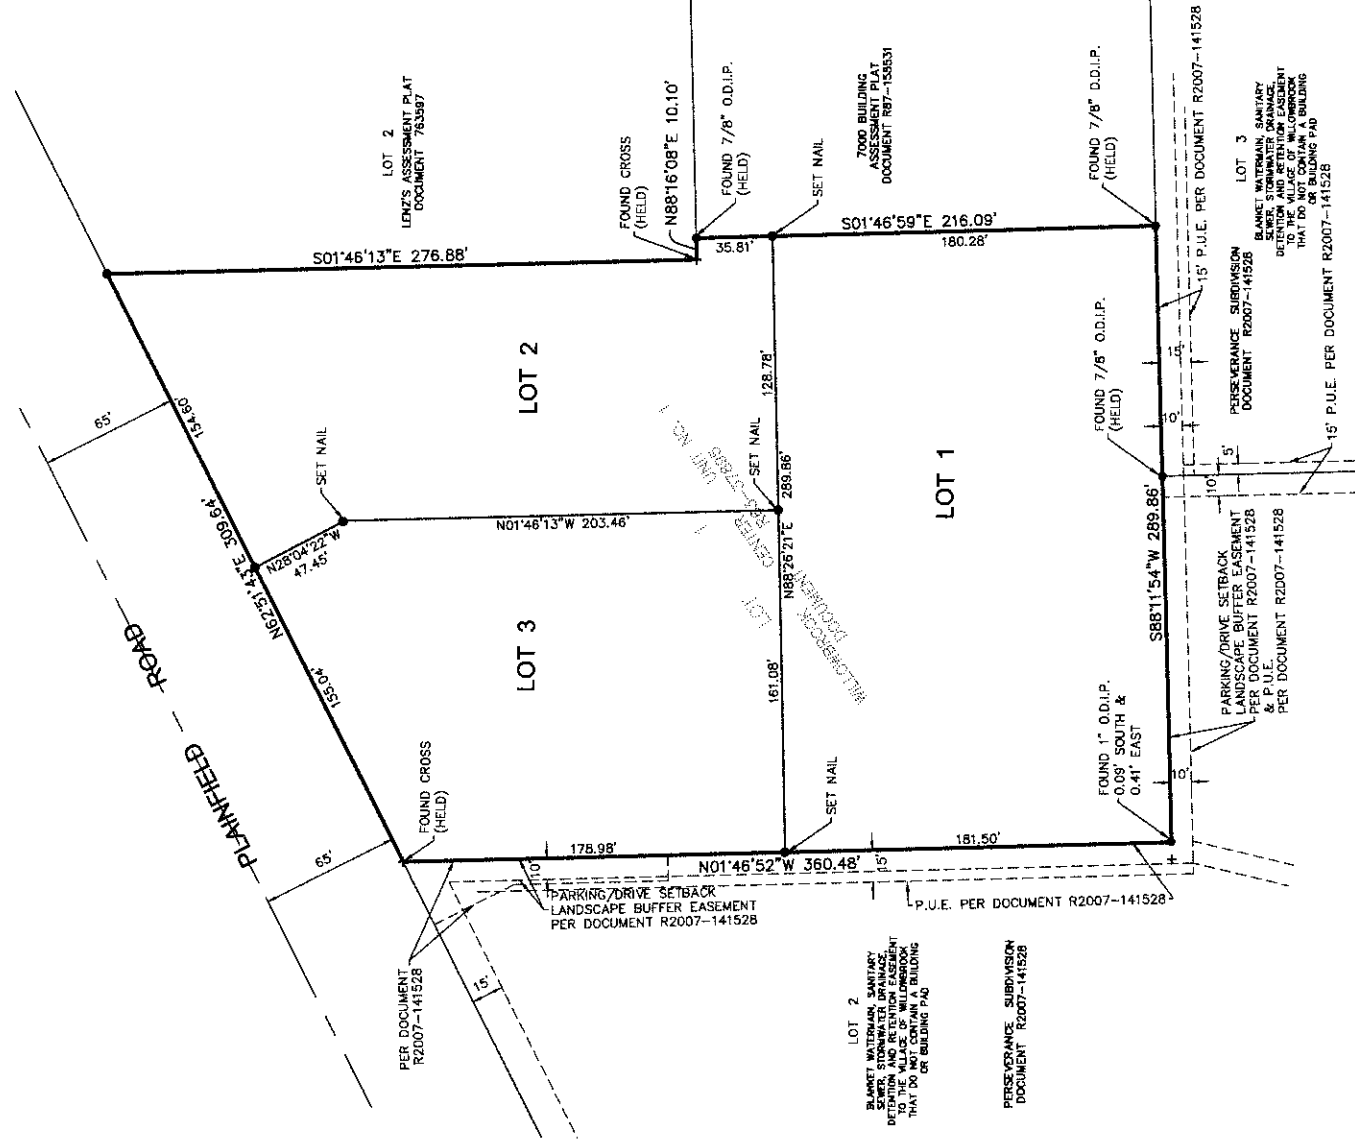 LOT 2
LENZ'S ASSESSMENT PLAT
DOCUMENT 763597
S01°46'13"E 276.88'
FOUND CROSS
(HELD)
N88°16'08"E 10.10'
FOUND 7/8" O.D.I.P.
(HELD)
35.81'
SET NAIL
7000 BUILDING
ASSESSMENT PLAT
DOCUMENT R87-158531
S01°46'59"E 216.09'
180.28'
FOUND 7/8" O.D.I.P.
(HELD)
15' P.U.E. PER DOCUMENT R2007-141528
LOT 3
BLANKET WATERMAIN, SANITARY
SEWER, STORMWATER DRAINAGE,
DETENTION AND RETENTION EASEMENT
TO THE VILLAGE OF WILLOWBROOK
THAT DO NOT CONTAIN A BUILDING
OR BUILDING PAD
PERSEVERANCE SUBDIVISION
DOCUMENT R2007-141528
15' P.U.E. PER DOCUMENT R2007-141528
65'
154.60'
SET NAIL
LOT 2
128.78'
SET NAIL
289.86'
FOUND 7/8" O.D.I.P.
(HELD)
15'
10'
5'
10'
PLAINFIELD ROAD
N62°51'43"E 309.64'
N28°04'22"W
47.45'
N01°46'13"W 203.46'
N88°26'21"E
LOT 1
WILLOWBROOK CENTER UNIT NO. 1
LOT 1
DOCUMENT
S88°11'54"W 289.86'
PARKING/DRIVE SETBACK
LANDSCAPE BUFFER EASEMENT
PER DOCUMENT R2007-141528
& P.U.E.
PER DOCUMENT R2007-141528
155.04'
LOT 3
161.08'
65'
FOUND CROSS
(HELD)
178.98'
SET NAIL
N01°46'52"W 360.48'
181.50'
FOUND 1" O.D.I.P.
0.09' SOUTH &
0.41' EAST
10'
10'
15'
PARKING/DRIVE SETBACK
LANDSCAPE BUFFER EASEMENT
PER DOCUMENT R2007-141528
P.U.E. PER DOCUMENT R2007-141528
PER DOCUMENT
R2007-141528
15'
LOT 2
BLANKET WATERMAIN, SANITARY
SEWER, STORMWATER DRAINAGE,
DETENTION AND RETENTION EASEMENT
TO THE VILLAGE OF WILLOWBROOK
THAT DO NOT CONTAIN A BUILDING
OR BUILDING PAD
PERSEVERANCE SUBDIVISION
DOCUMENT R2007-141528